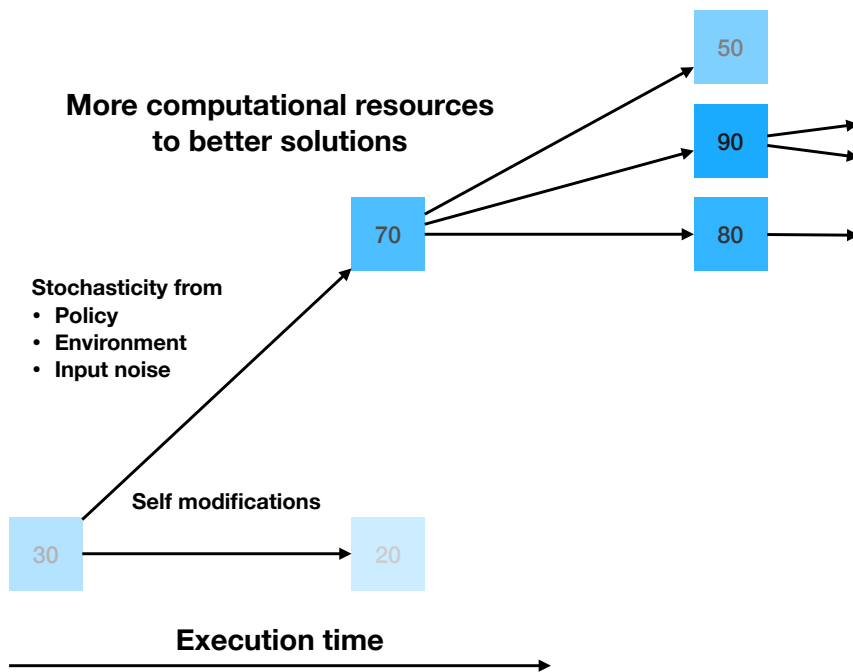 50
More computational resources
to better solutions
90
70
80
Stochasticity from
• Policy
• Environment
• Input noise
Self modifications
30
20
Execution time